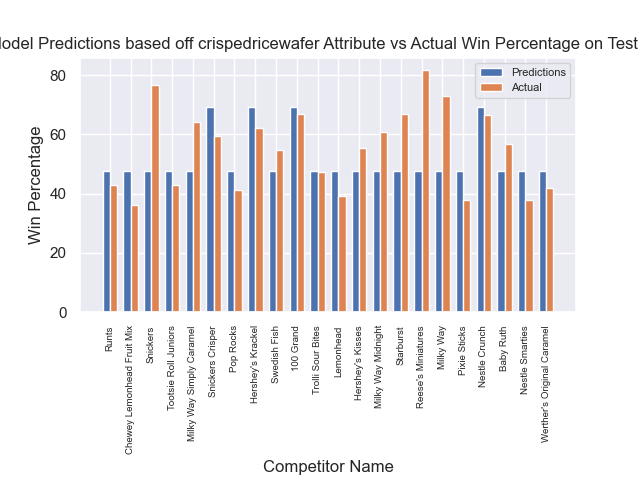 odel Predictions based off crispedricewafer Attribute vs Actual Win Percentage on Test
Predictions
Actual
Win Percentage
80
60
40
20
0
Runts
Chewey Lemonhead Fruit Mix
Snickers
Tootsie Roll Juniors
Milky Way Simply Caramel
Snickers Crisper
Pop Rocks
Hershey's Krackel
Swedish Fish
100 Grand
Trolli Sour Bites
Lemonhead
Hershey's Kisses
Milky Way Midnight
Starburst
Reese's Miniatures
Milky Way
Pixie Sticks
Nestle Crunch
Baby Ruth
Nestle Smarties
Werther's Original Caramel
Competitor Name